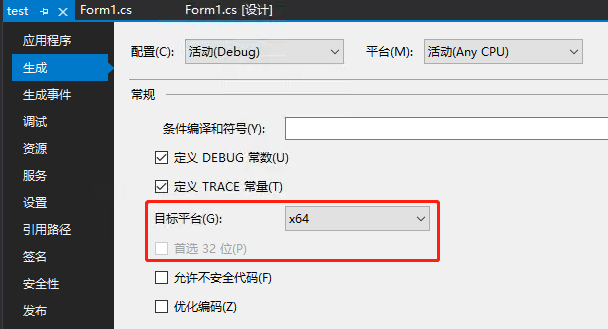 test Form1.cs Form1.cs [设计]
应用程序
生成
生成事件
调试
资源
服务
设置
引用路径
签名
安全性
发布
配置(C): 活动(Debug) 平台(M): 活动(Any CPU)
常规
条件编译和符号(Y):
定义 DEBUG 常数(U)
定义 TRACE 常量(T)
目标平台(G): x64
首选 32 位(P)
允许不安全代码(F)
优化编码(Z)